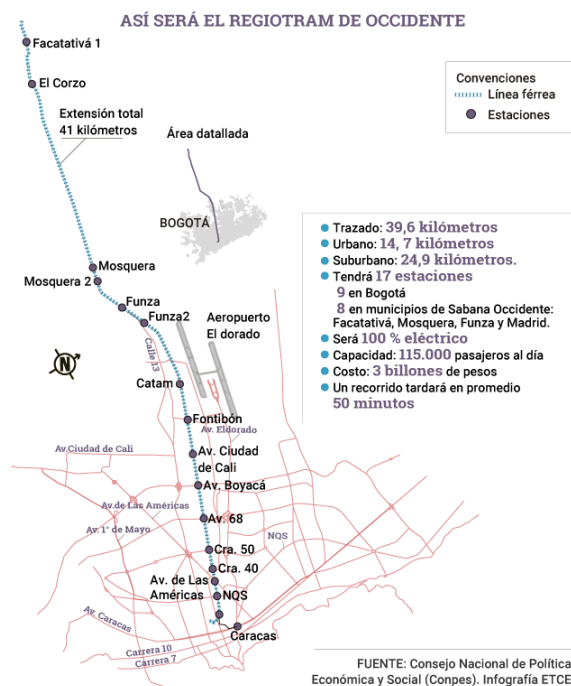 ASÍ SERÁ EL REGIOTRAM DE OCCIDENTE
Facatativá 1
El Corzo
Extensión total
41 kilómetros
Área datallada
BOGOTÁ
Convenciones
Línea férrea
Estaciones
Trazado: 39,6 kilómetros
Urbano: 14, 7 kilómetros
Suburbano: 24,9 kilómetros.
Tendrá 17 estaciones
9 en Bogotá
8 en municipios de Sabana Occidente:
Facatativá, Mosquera, Funza y Madrid.
Será 100 % eléctrico
Capacidad: 115.000 pasajeros al día
Costo: 3 billones de pesos
Un recorrido tardará en promedio
50 minutos
Mosquera
Mosquera 2
Funza
Funza2
Aeropuerto
El dorado
Calle 13
N
Catam
Fontibón
Av. Eldorado
Av.Ciudad de Cali
Av. Ciudad
de Cali
Av. Boyacá
Av.de Las Américas
Av. 1° de Mayo
Av. 68
NQS
Cra. 50
Cra. 40
Av. de Las
Américas
NQS
Av. Caracas
Caracas
Carrera 10
Carrera 7
FUENTE: Consejo Nacional de Política
Económica y Social (Conpes). Infografía ETCE